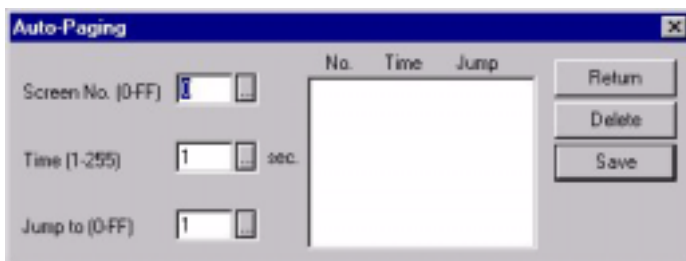 Auto-Paging
No. Time Jump
Screen No. (0-FF) 0 ...
Return
Delete
Time (1-255) 1 ... sec.
Save
Jump to (0-FF) 1 ...